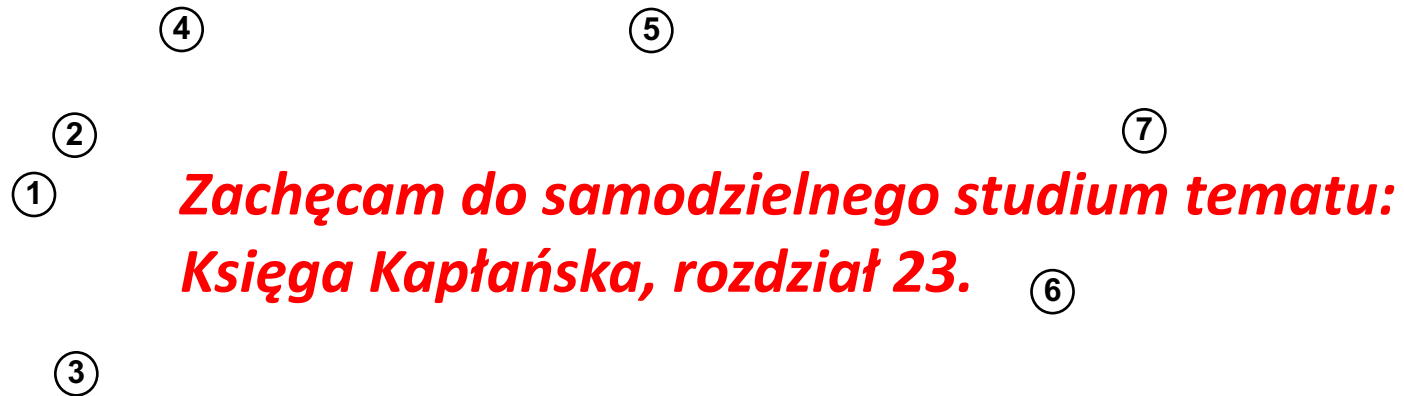 4 5
2 7
1 Zachęcam do samodzielnego studium tematu:
Księga Kapłańska, rozdział 23. 6
3